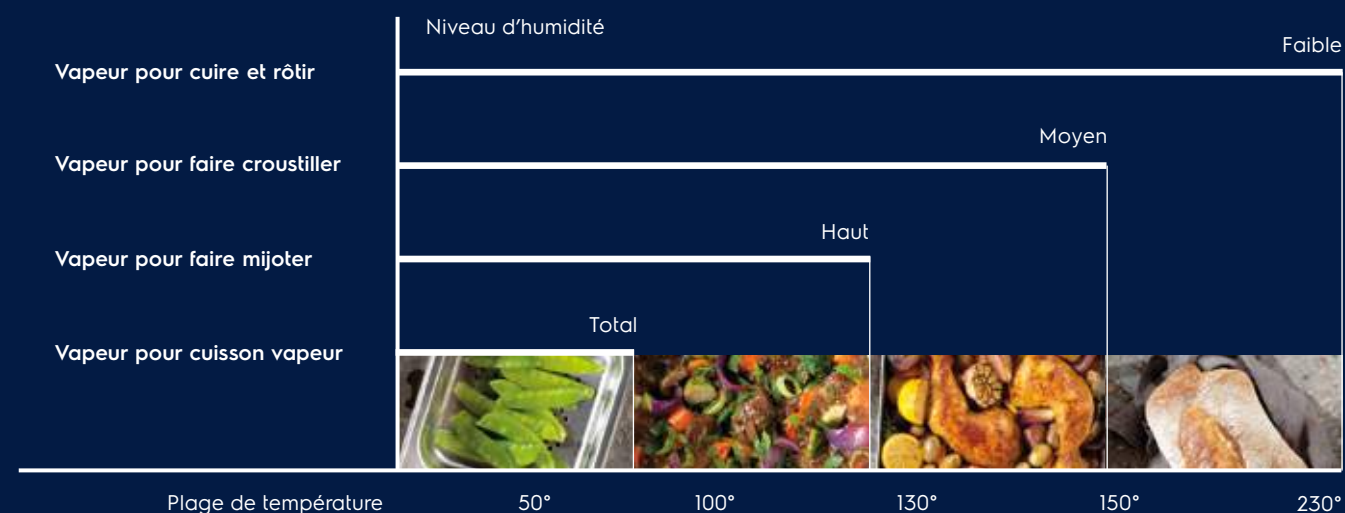 Niveau d'humidité
Faible
Vapeur pour cuire et rôtir
Moyen
Vapeur pour faire croustiller
Haut
Vapeur pour faire mijoter
Total
Vapeur pour cuisson vapeur
Plage de température 50° 100° 130° 150° 230°